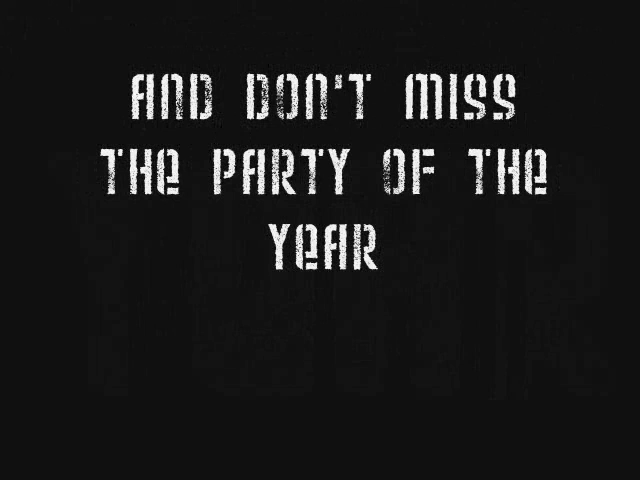 AND DON'T MISS
THE PARTY OF THE
YEAR